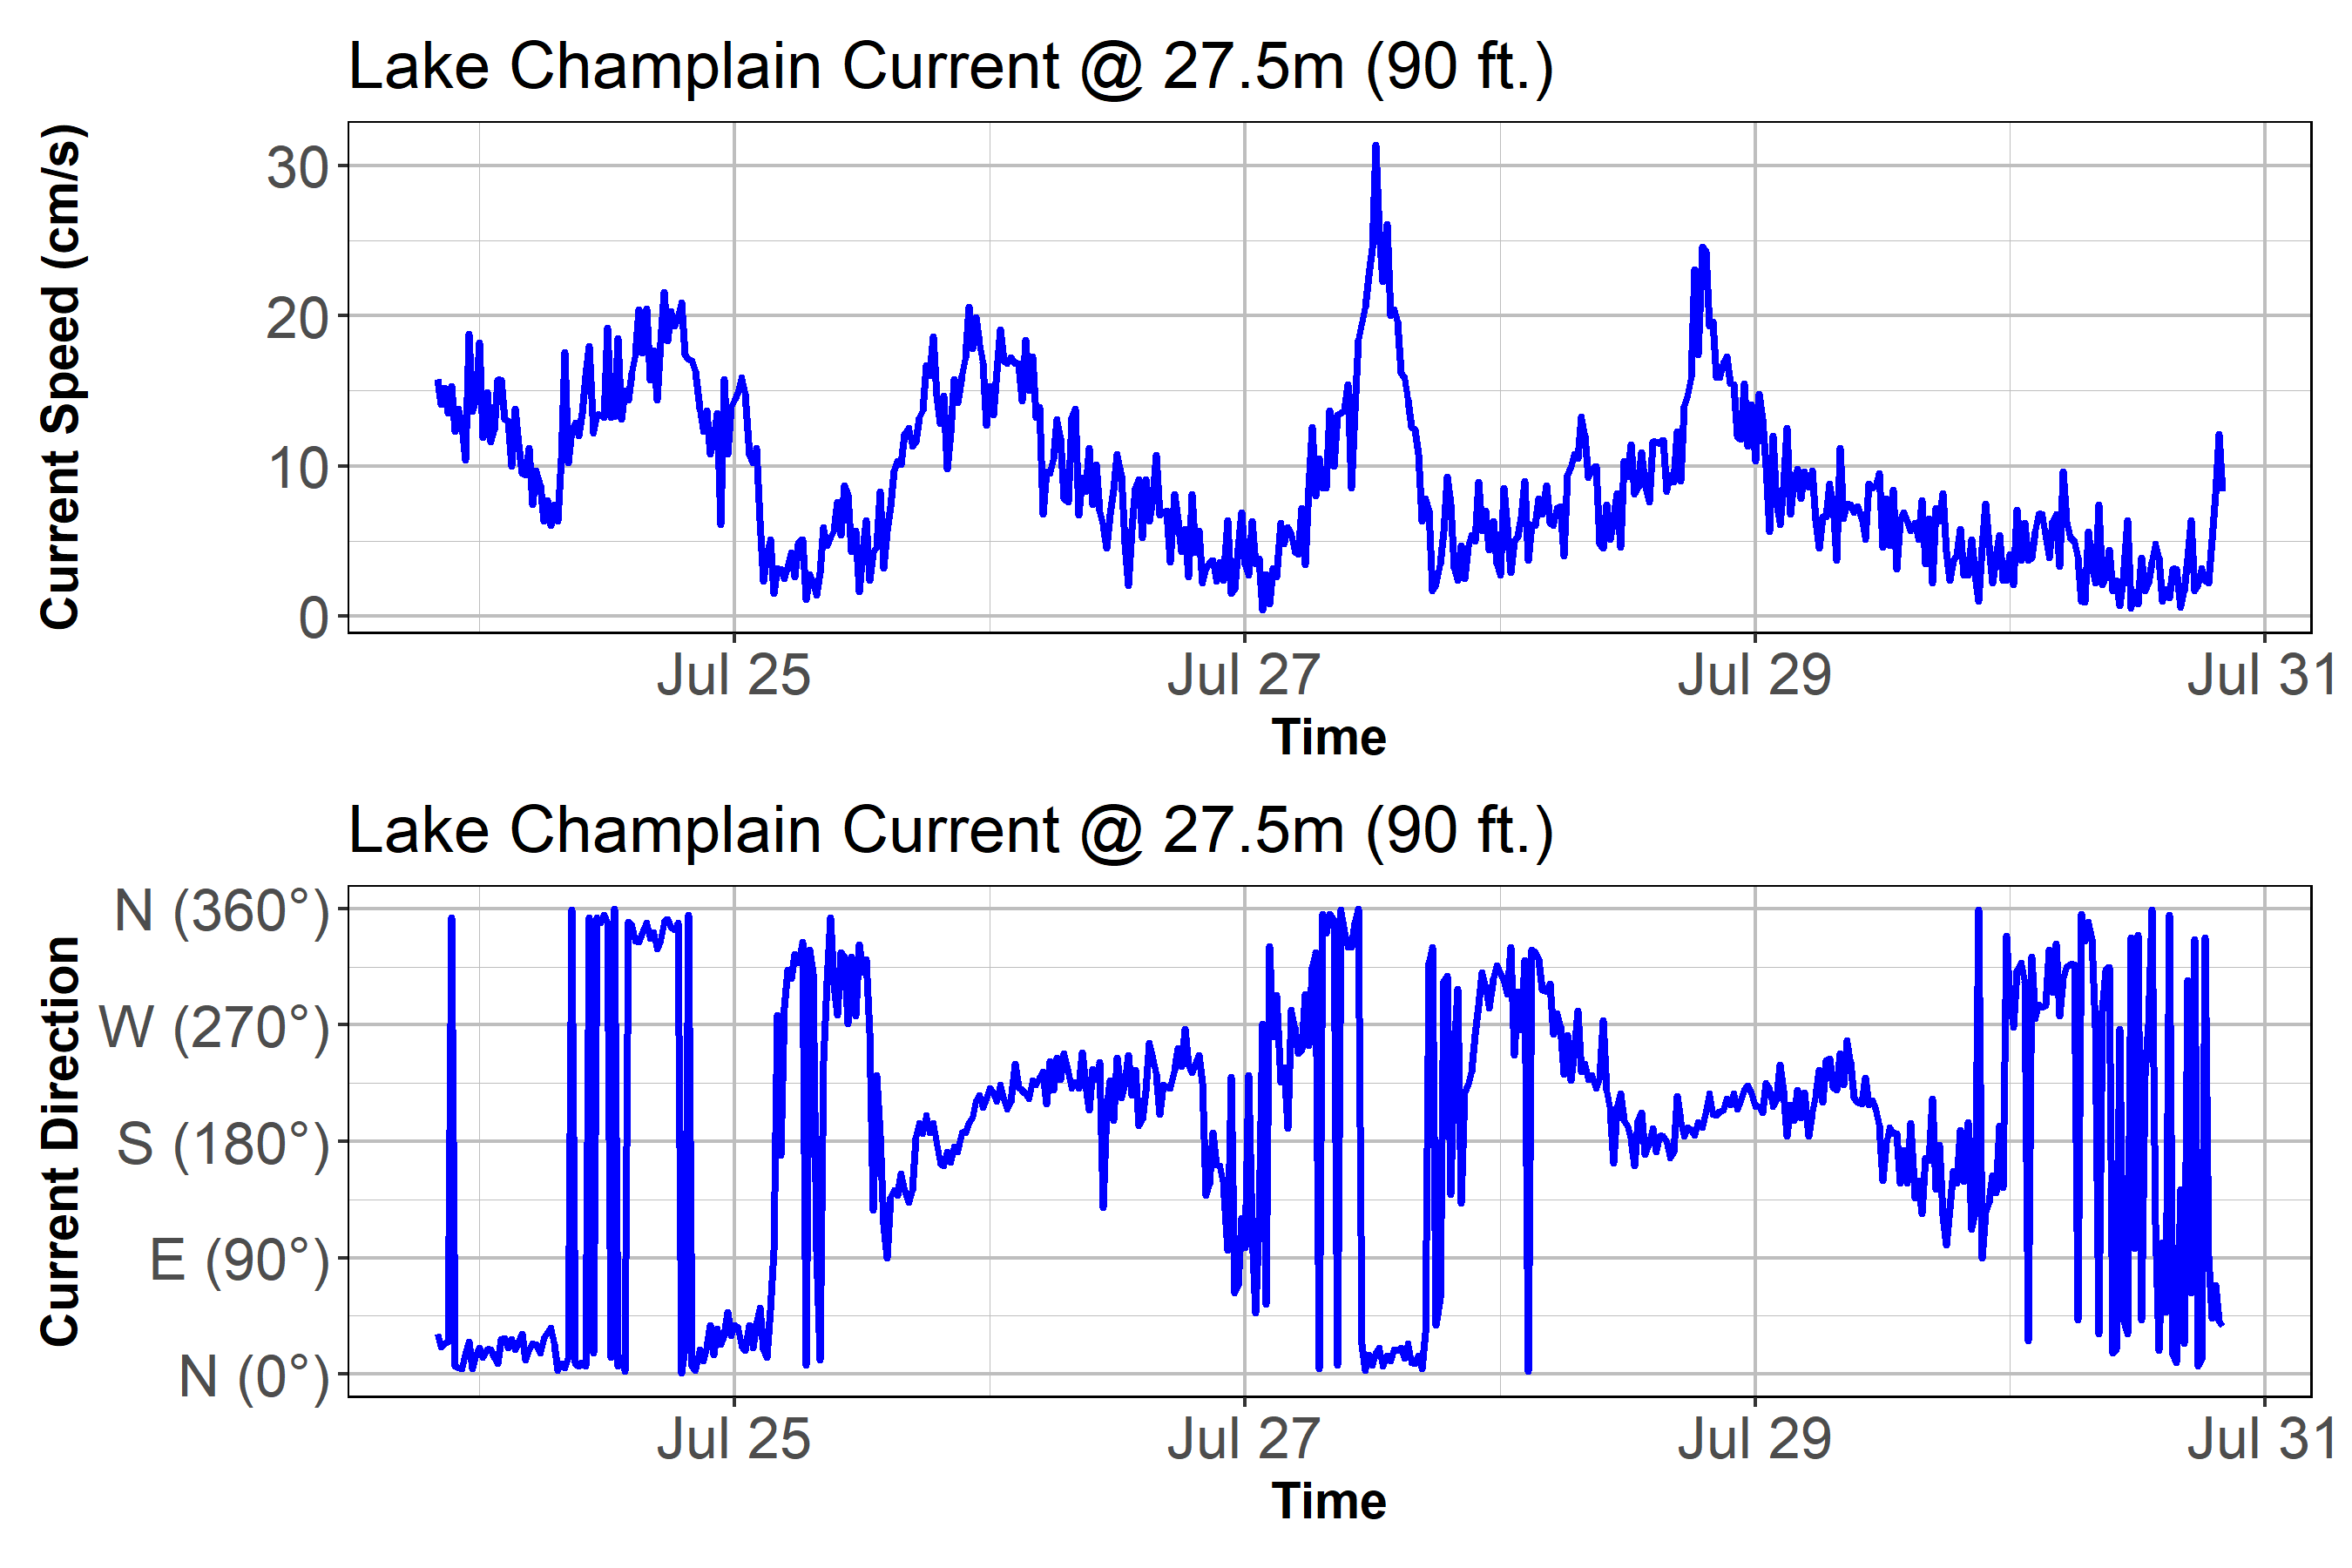 Lake Champlain Current @ 27.5m (90 ft.)
Current Speed (cm/s)
30
20
10
0
Jul 25 Jul 27 Jul 29 Jul 31
Time
Lake Champlain Current @ 27.5m (90 ft.)
Current Direction
N (360°)
W (270°)
S (180°)
E (90°)
N (0°)
Jul 25 Jul 27 Jul 29 Jul 31
Time